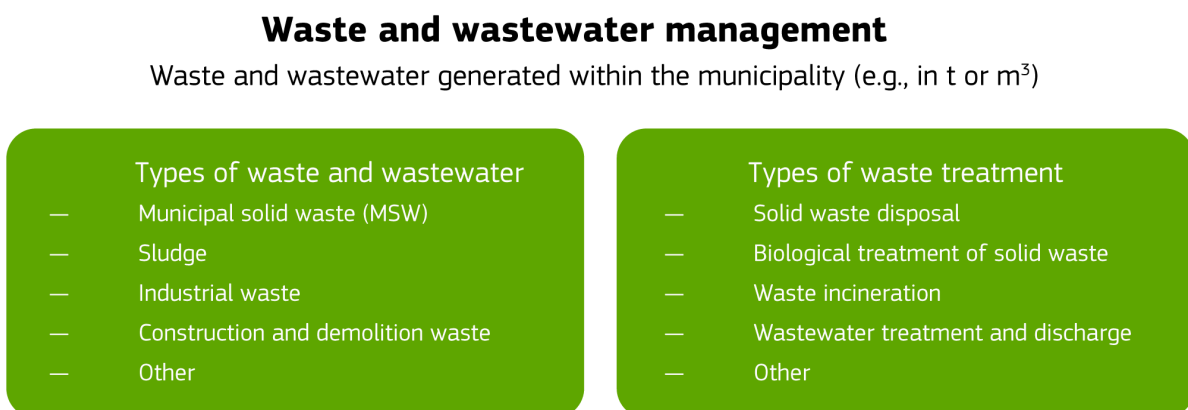 Waste and wastewater management
Waste and wastewater generated within the municipality (e.g., in t or m³)
Types of waste and wastewater
— Municipal solid waste (MSW)
— Sludge
— Industrial waste
— Construction and demolition waste
— Other
Types of waste treatment
— Solid waste disposal
— Biological treatment of solid waste
— Waste incineration
— Wastewater treatment and discharge
— Other